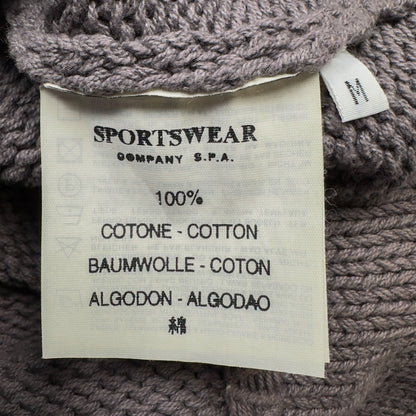 SPORTSWEAR
COMPANY S.P.A.
100%
COTONE - COTTON
BAUMWOLLE - COTON
ALGODON - ALGODAO
綿